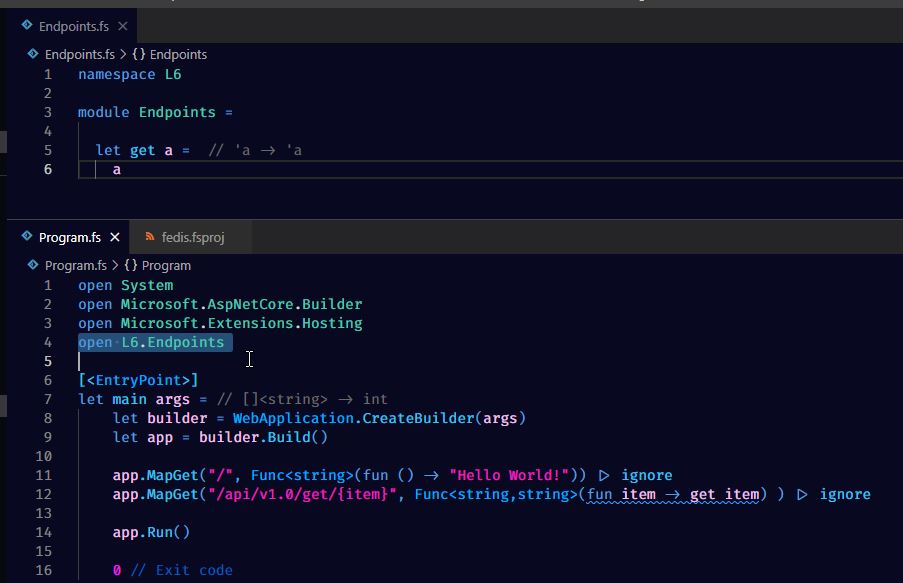 Endpoints.fs ×
Endpoints.fs > {} Endpoints
1 namespace L6
2
3 module Endpoints =
4
5 let get a = // 'a -> 'a
6 a
Program.fs × fedis.fsproj
Program.fs > {} Program
1 open System
2 open Microsoft.AspNetCore.Builder
3 open Microsoft.Extensions.Hosting
4 open L6.Endpoints
5
6 [<EntryPoint>]
7 let main args = // []<string> -> int
8 let builder = WebApplication.CreateBuilder(args)
9 let app = builder.Build()
10
11 app.MapGet("/", Func<string>(fun () -> "Hello World!")) |> ignore
12 app.MapGet("/api/v1.0/get/{item}", Func<string,string>(fun item -> get item) ) |> ignore
13
14 app.Run()
15
16 0 // Exit code